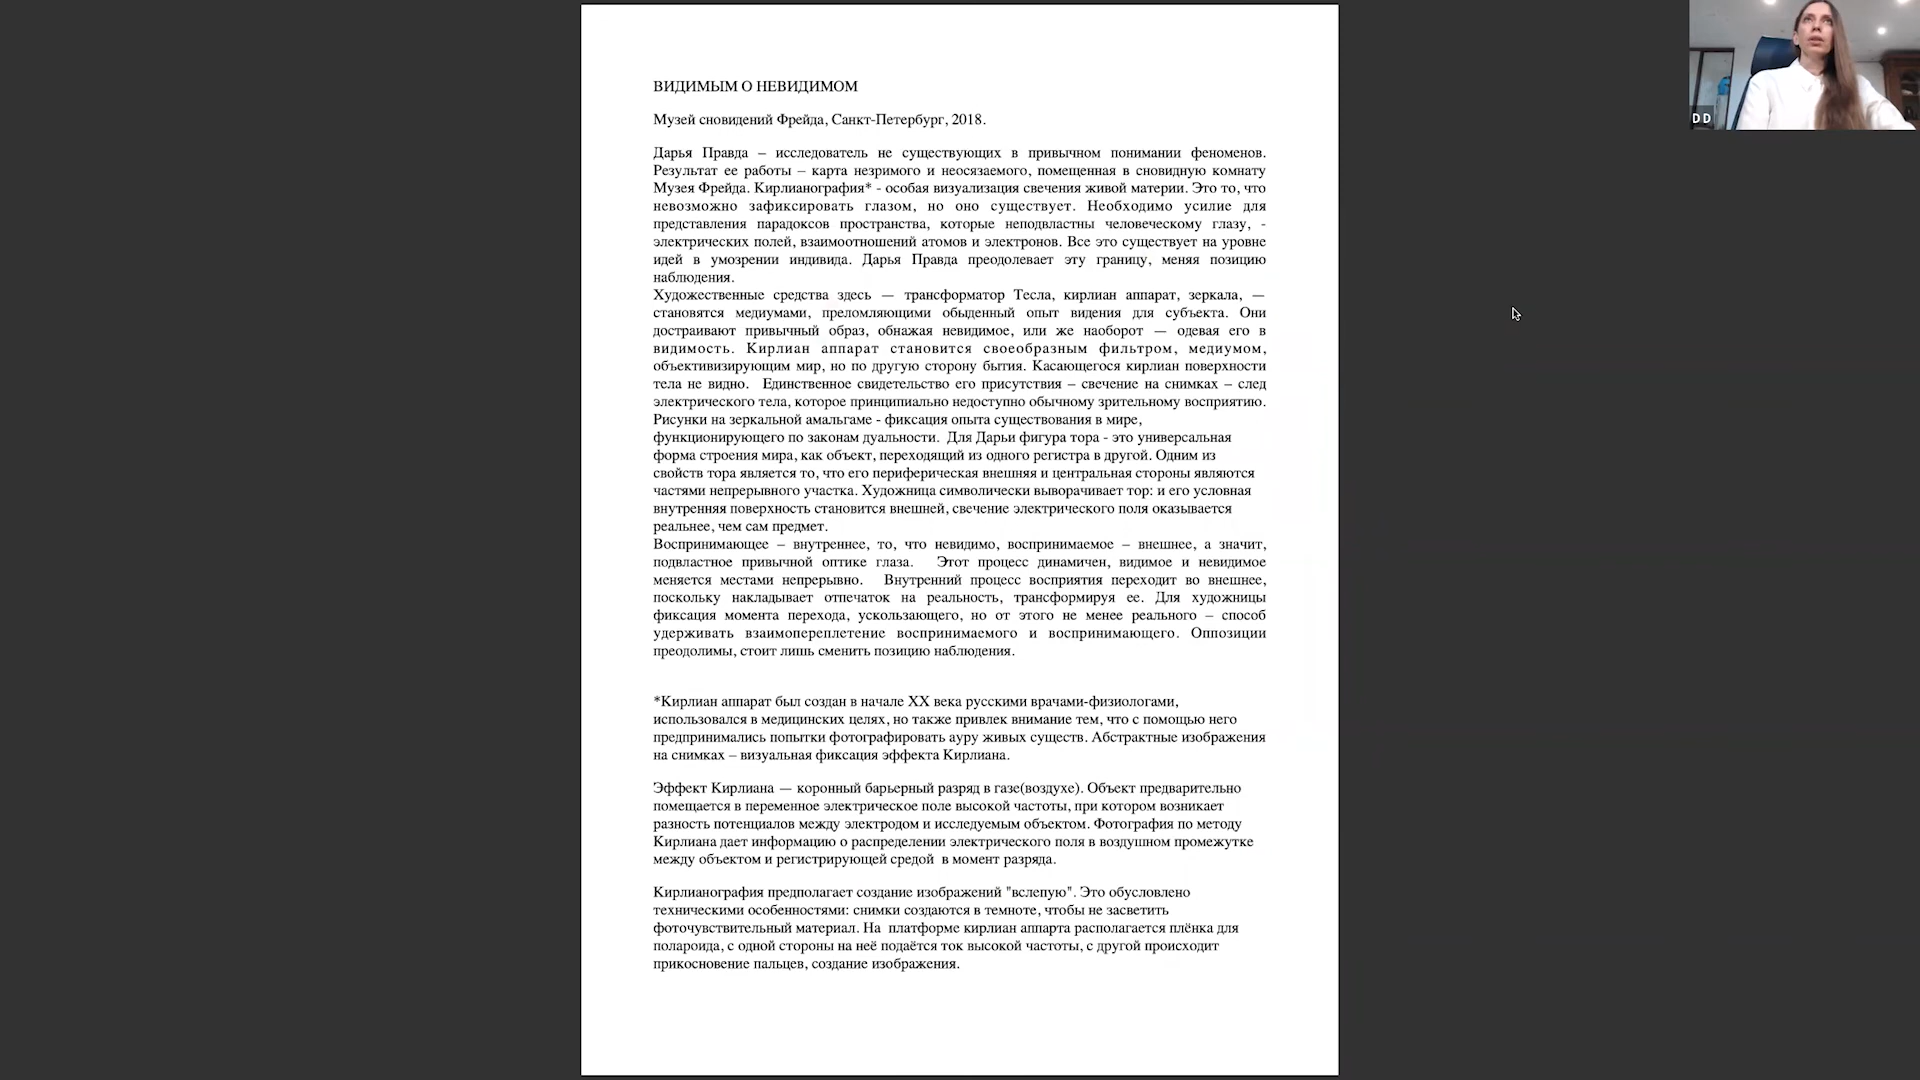 ВИДИМЫМ О НЕВИДИМОМ
Музей сновидений Фрейда, Санкт-Петербург, 2018.
Дарья Правда – исследователь не существующих в привычном понимании феноменов.
Результат ее работы – карта незримого и неосязаемого, помещенная в сновидную комнату
Музея Фрейда. Кирлианография* - особая визуализация свечения живой материи. Это то, что
невозможно зафиксировать глазом, но оно существует. Необходимо усилие для
представления парадоксов пространства, которые неподвластны человеческому глазу, -
электрических полей, взаимоотношений атомов и электронов. Все это существует на уровне
идей в умозрении индивида. Дарья Правда преодолевает эту границу, меняя позицию
наблюдения.
Художественные средства здесь — трансформатор Тесла, кирлиан аппарат, зеркала, —
становятся медиумами, преломляющими обыденный опыт видения для субъекта. Они
достраивают привычный образ, обнажая невидимое, или же наоборот — одевая его в
видимость. Кирлиан аппарат становится своеобразным фильтром, медиумом,
объективизирующим мир, но по другую сторону бытия. Касающегося кирлиан поверхности
тела не видно. Единственное свидетельство его присутствия – свечение на снимках – след
электрического тела, которое принципиально недоступно обычному зрительному восприятию.
Рисунки на зеркальной амальгаме - фиксация опыта существования в мире,
функционирующего по законам дуальности. Для Дарьи фигура тора - это универсальная
форма строения мира, как объект, переходящий из одного регистра в другой. Одним из
свойств тора является то, что его периферическая внешняя и центральная стороны являются
частями непрерывного участка. Художница символически выворачивает тор: и его условная
внутренняя поверхность становится внешней, свечение электрического поля оказывается
реальнее, чем сам предмет.
Воспринимающее – внутреннее, то, что невидимо, воспринимаемое – внешнее, а значит,
подвластное привычной оптике глаза. Этот процесс динамичен, видимое и невидимое
меняется местами непрерывно. Внутренний процесс восприятия переходит во внешнее,
поскольку накладывает отпечаток на реальность, трансформируя ее. Для художницы
фиксация момента перехода, ускользающего, но от этого не менее реального – способ
удерживать взаимопереплетение воспринимаемого и воспринимающего. Оппозиции
преодолимы, стоит лишь сменить позицию наблюдения.
*Кирлиан аппарат был создан в начале XX века русскими врачами-физиологами,
использовался в медицинских целях, но также привлек внимание тем, что с помощью него
предпринимались попытки фотографировать ауру живых существ. Абстрактные изображения
на снимках – визуальная фиксация эффекта Кирлиана.
Эффект Кирлиана — коронный барьерный разряд в газе(воздухе). Объект предварительно
помещается в переменное электрическое поле высокой частоты, при котором возникает
разность потенциалов между электродом и исследуемым объектом. Фотография по методу
Кирлиана дает информацию о распределении электрического поля в воздушном промежутке
между объектом и регистрирующей средой в момент разряда.
Кирлианография предполагает создание изображений "вслепую". Это обусловлено
техническими особенностями: снимки создаются в темноте, чтобы не засветить
фоточувствительный материал. На платформе кирлиан аппарта располагается плёнка для
полароида, с одной стороны на неё подаётся ток высокой частоты, с другой происходит
прикосновение пальцев, создание изображения.
D D